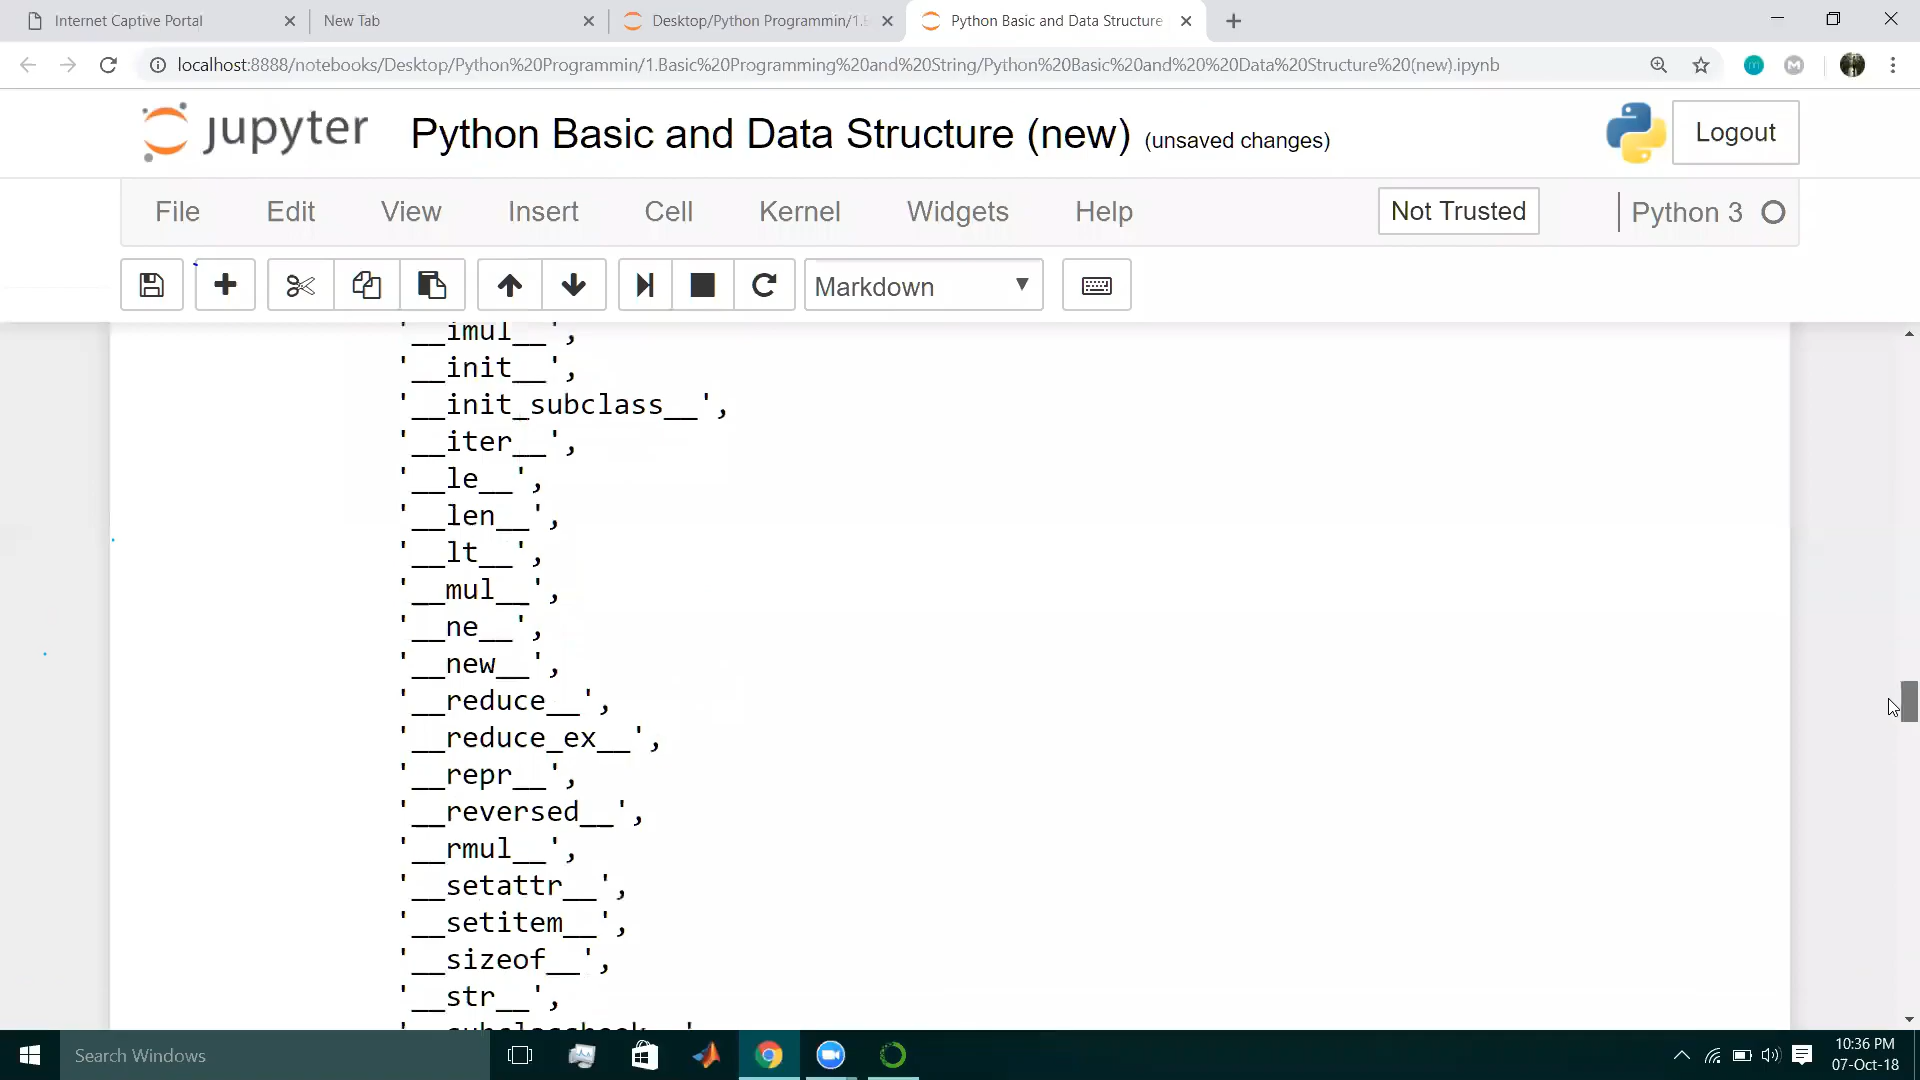 Internet Captive Portal
New Tab
Desktop/Python Programmin/1.B
Python Basic and Data Structure
localhost:8888/notebooks/Desktop/Python%20Programmin/1.Basic%20Programming%20and%20String/Python%20Basic%20and%20%20Data%20Structure%20(new).ipynb
jupyter Python Basic and Data Structure (new) (unsaved changes)
Logout
File Edit View Insert Cell Kernel Widgets Help
Not Trusted
Python 3
Markdown
'__imul__',
'__init__',
'__init_subclass__',
'__iter__',
'__le__',
'__len__',
'__lt__',
'__mul__',
'__ne__',
'__new__',
'__reduce__',
'__reduce_ex__',
'__repr__',
'__reversed__',
'__rmul__',
'__setattr__',
'__setitem__',
'__sizeof__',
'__str__',
'__subclasshook__'
Search Windows
10:36 PM
07-Oct-18